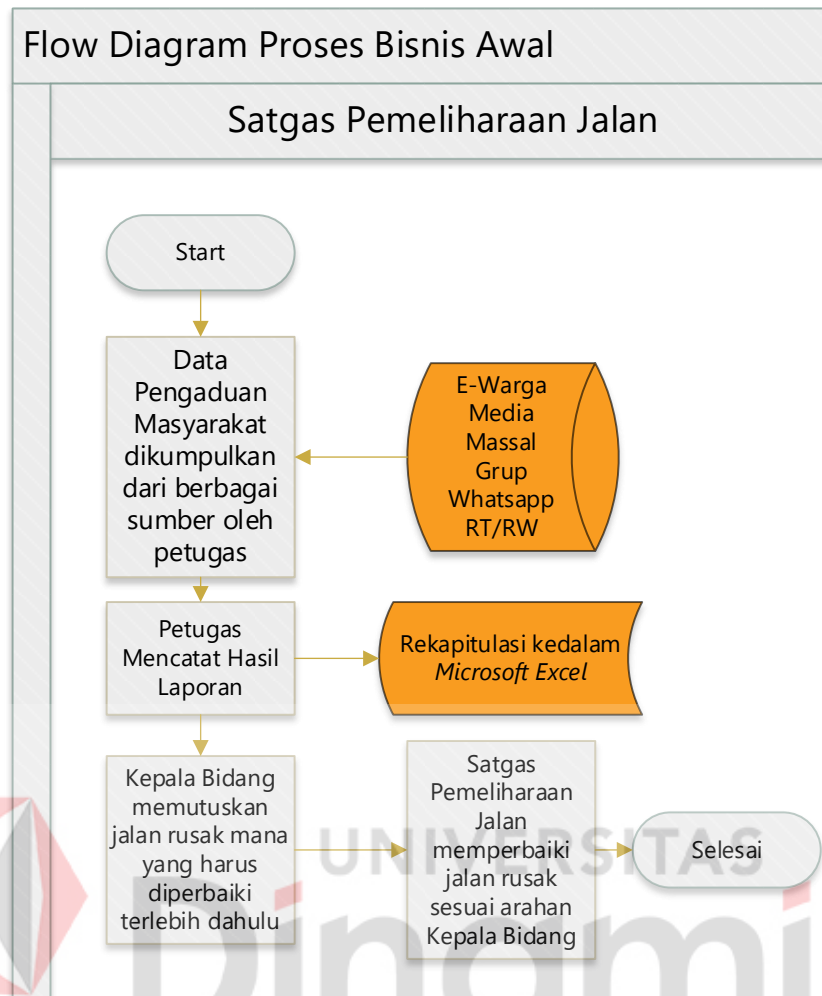 Flow Diagram Proses Bisnis Awal
Satgas Pemeliharaan Jalan
Start
Data
Pengaduan
Masyarakat
dikumpulkan
dari berbagai
sumber oleh
petugas
E-Warga
Media
Massal
Grup
Whatsapp
RT/RW
Petugas
Mencatat Hasil
Laporan
Rekapitulasi kedalam
Microsoft Excel
Kepala Bidang
memutuskan
jalan rusak mana
yang harus
diperbaiki
terlebih dahulu
Satgas
Pemeliharaan
Jalan
memperbaiki
jalan rusak
sesuai arahan
Kepala Bidang
Selesai
UNIVERSITAS
Dinami